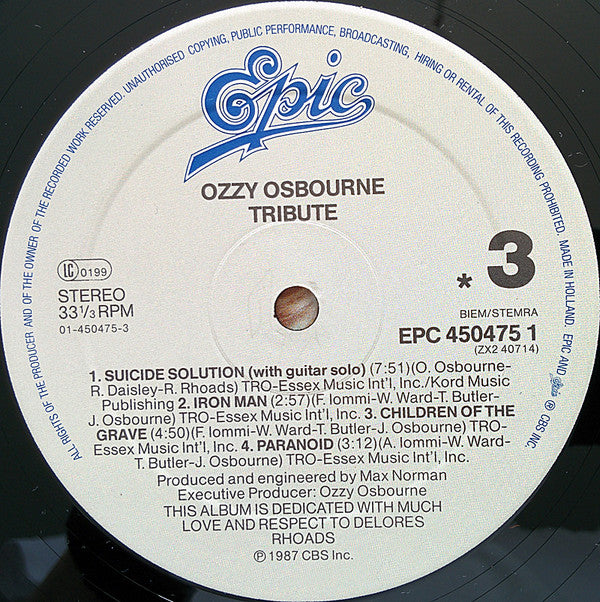 ALL RIGHTS OF THE PRODUCER AND OF THE OWNER OF THE RECORDED WORK RESERVED. UNAUTHORISED COPYING, PUBLIC PERFORMANCE, BROADCASTING, HIRING OR RENTAL OF THIS RECORDING PROHIBITED. MADE IN HOLLAND. EPIC AND Epic ® CBS INC.
Epic
OZZY OSBOURNE
TRIBUTE
LC 0199
STEREO
33 1/3 RPM
01-450475-3
* 3
BIEM/STEMRA
EPC 450475 1
(ZX2 40714)
1. SUICIDE SOLUTION (with guitar solo) (7:51)(O. Osbourne-
R. Daisley-R. Rhoads) TRO-Essex Music Int'l, Inc./Kord Music
Publishing 2. IRON MAN (2:57)(F. Iommi-W. Ward-T. Butler-
J. Osbourne) TRO-Essex Music Int'l, Inc. 3. CHILDREN OF THE
GRAVE (4:50)(F. Iommi-W. Ward-T. Butler-J. Osbourne) TRO-
Essex Music Int'l, Inc. 4. PARANOID (3:12)(A. Iommi-W. Ward-
T. Butler-J. Osbourne) TRO-Essex Music Int'l, Inc.
Produced and engineered by Max Norman
Executive Producer: Ozzy Osbourne
THIS ALBUM IS DEDICATED WITH MUCH
LOVE AND RESPECT TO DELORES
RHOADS
℗ 1987 CBS Inc.